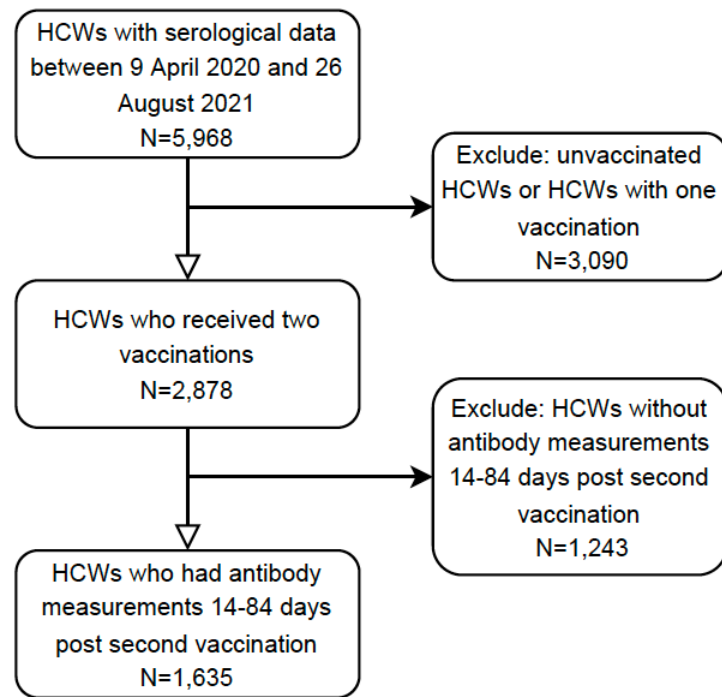 HCWs with serological data
between 9 April 2020 and 26
August 2021
N=5,968
Exclude: unvaccinated
HCWs or HCWs with one
vaccination
N=3,090
HCWs who received two
vaccinations
N=2,878
Exclude: HCWs without
antibody measurements
14-84 days post second
vaccination
N=1,243
HCWs who had antibody
measurements 14-84 days
post second vaccination
N=1,635